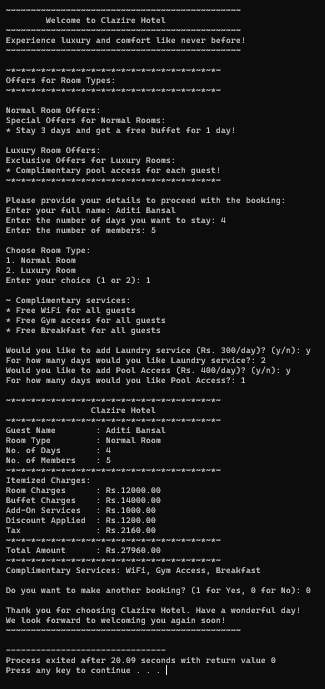 ~~~~~~~~~~~~~~~~~~~~~~~~~~~~~~~~~~~~~~~~~~~~~~~
Welcome to Clazire Hotel
~~~~~~~~~~~~~~~~~~~~~~~~~~~~~~~~~~~~~~~~~~~~~~~
Experience luxury and comfort like never before!
~~~~~~~~~~~~~~~~~~~~~~~~~~~~~~~~~~~~~~~~~~~~~~~
~*~*~*~*~*~*~*~*~*~*~*~*~*~*~*~*~*~*~*~*~*~
Offers for Room Types:
~*~*~*~*~*~*~*~*~*~*~*~*~*~*~*~*~*~*~*~*~*~
Normal Room Offers:
Special Offers for Normal Rooms:
* Stay 3 days and get a free buffet for 1 day!
Luxury Room Offers:
Exclusive Offers for Luxury Rooms:
* Complimentary pool access for each guest!
~*~*~*~*~*~*~*~*~*~*~*~*~*~*~*~*~*~*~*~*~*~
Please provide your details to proceed with the booking:
Enter your full name: Aditi Bansal
Enter the number of days you want to stay: 4
Enter the number of members: 5
Choose Room Type:
1. Normal Room
2. Luxury Room
Enter your choice (1 or 2): 1
~ Complimentary services:
* Free WiFi for all guests
* Free Gym access for all guests
* Free Breakfast for all guests
Would you like to add Laundry service (Rs. 300/day)? (y/n): y
For how many days would you like Laundry service?: 2
Would you like to add Pool Access (Rs. 400/day)? (y/n): y
For how many days would you like Pool Access?: 1
~*~*~*~*~*~*~*~*~*~*~*~*~*~*~*~*~*~*~*~*~*~
Clazire Hotel
~*~*~*~*~*~*~*~*~*~*~*~*~*~*~*~*~*~*~*~*~*~
Guest Name : Aditi Bansal
Room Type : Normal Room
No. of Days : 4
No. of Members : 5
~*~*~*~*~*~*~*~*~*~*~*~*~*~*~*~*~*~*~*~*~*~
Itemized Charges:
Room Charges : Rs.12000.00
Buffet Charges : Rs.14000.00
Add-On Services : Rs.1000.00
Discount Applied : Rs.1200.00
Tax : Rs.2160.00
~*~*~*~*~*~*~*~*~*~*~*~*~*~*~*~*~*~*~*~*~*~
Total Amount : Rs.27960.00
~*~*~*~*~*~*~*~*~*~*~*~*~*~*~*~*~*~*~*~*~*~
Complimentary Services: WiFi, Gym Access, Breakfast
Do you want to make another booking? (1 for Yes, 0 for No): 0
Thank you for choosing Clazire Hotel. Have a wonderful day!
We look forward to welcoming you again soon!
~~~~~~~~~~~~~~~~~~~~~~~~~~~~~~~~~~~~~~~~~~~~~~~
--------------------------------
Process exited after 20.09 seconds with return value 0
Press any key to continue . . .